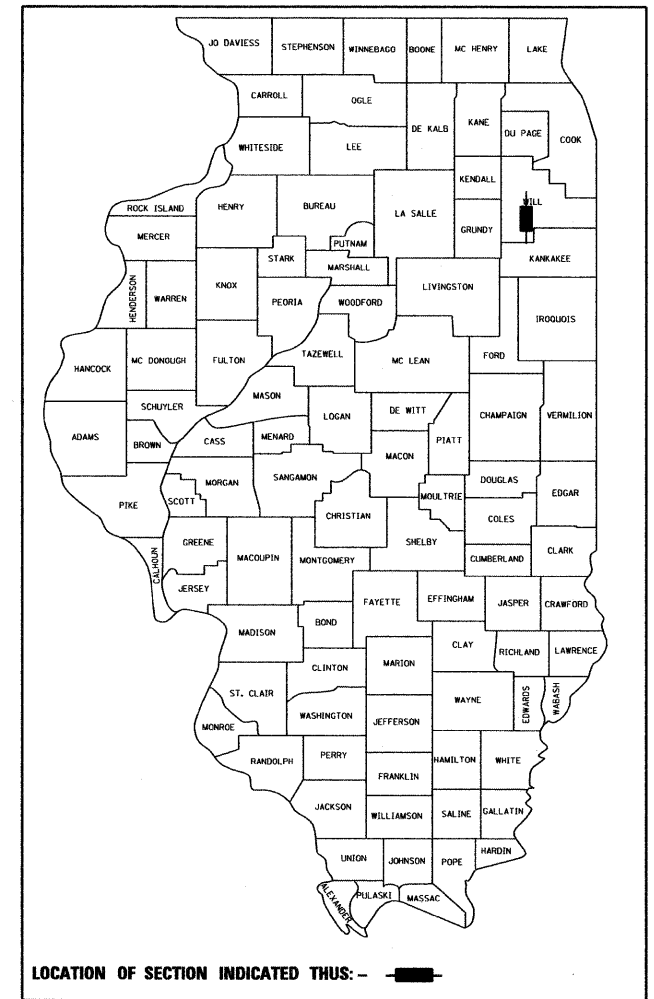 JO DAVIESS STEPHENSON WINNEBAGO BOONE MC HENRY LAKE
CARROLL OGLE DE KALB KANE DU PAGE COOK
WHITESIDE LEE
KENDALL WILL
ROCK ISLAND HENRY BUREAU LA SALLE GRUNDY
MERCER PUTNAM KANKAKEE
STARK MARSHALL
HENDERSON WARREN KNOX PEORIA WOODFORD LIVINGSTON IROQUOIS
HANCOCK MC DONOUGH FULTON TAZEWELL MC LEAN FORD
SCHUYLER MASON LOGAN DE WITT CHAMPAIGN VERMILION
ADAMS BROWN CASS MENARD MACON PIATT
PIKE SCOTT MORGAN SANGAMON CHRISTIAN MOULTRIE DOUGLAS EDGAR
COLES
CALHOUN GREENE MACOUPIN MONTGOMERY SHELBY CUMBERLAND CLARK
JERSEY FAYETTE EFFINGHAM JASPER CRAWFORD
MADISON BOND
CLINTON MARION CLAY RICHLAND LAWRENCE
ST. CLAIR WASHINGTON JEFFERSON WAYNE EDWARDS WABASH
MONROE
RANDOLPH PERRY FRANKLIN HAMILTON WHITE
JACKSON WILLIAMSON SALINE GALLATIN
UNION JOHNSON POPE HARDIN
ALEXANDER PULASKI MASSAC
LOCATION OF SECTION INDICATED THUS: –